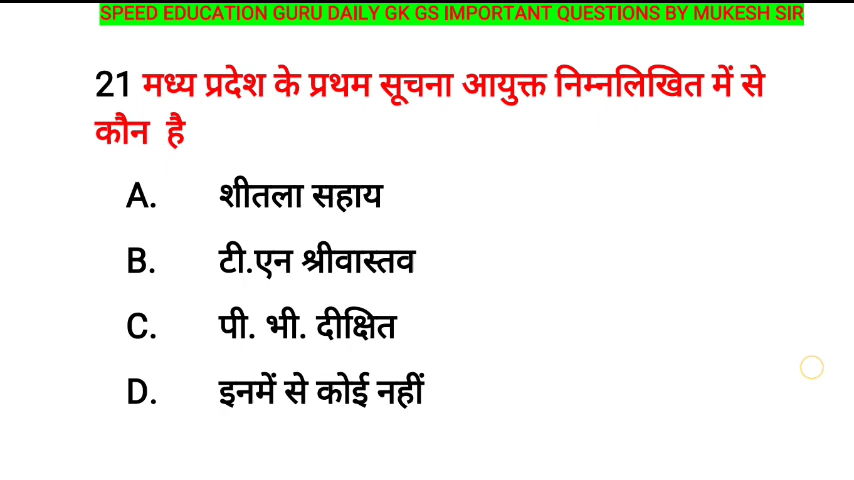 SPEED EDUCATION GURU DAILY GK GS IMPORTANT QUESTIONS BY MUKESH SIR
21 मध्य प्रदेश के प्रथम सूचना आयुक्त निम्नलिखित में से
कौन है
A. शीतला सहाय
B. टी.एन श्रीवास्तव
C. पी. भी. दीक्षित
D. इनमें से कोई नहीं